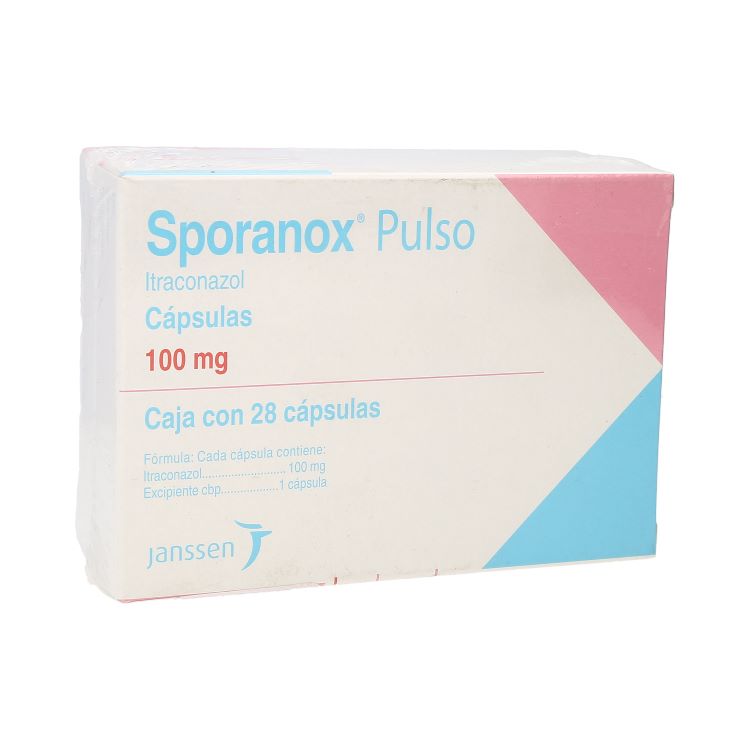 Sporanox® Pulso
Itraconazol
Cápsulas
100 mg
Caja con 28 cápsulas
Fórmula: Cada cápsula contiene:
Itraconazol.......................... 100 mg
Excipiente cbp..................1 cápsula
janssen